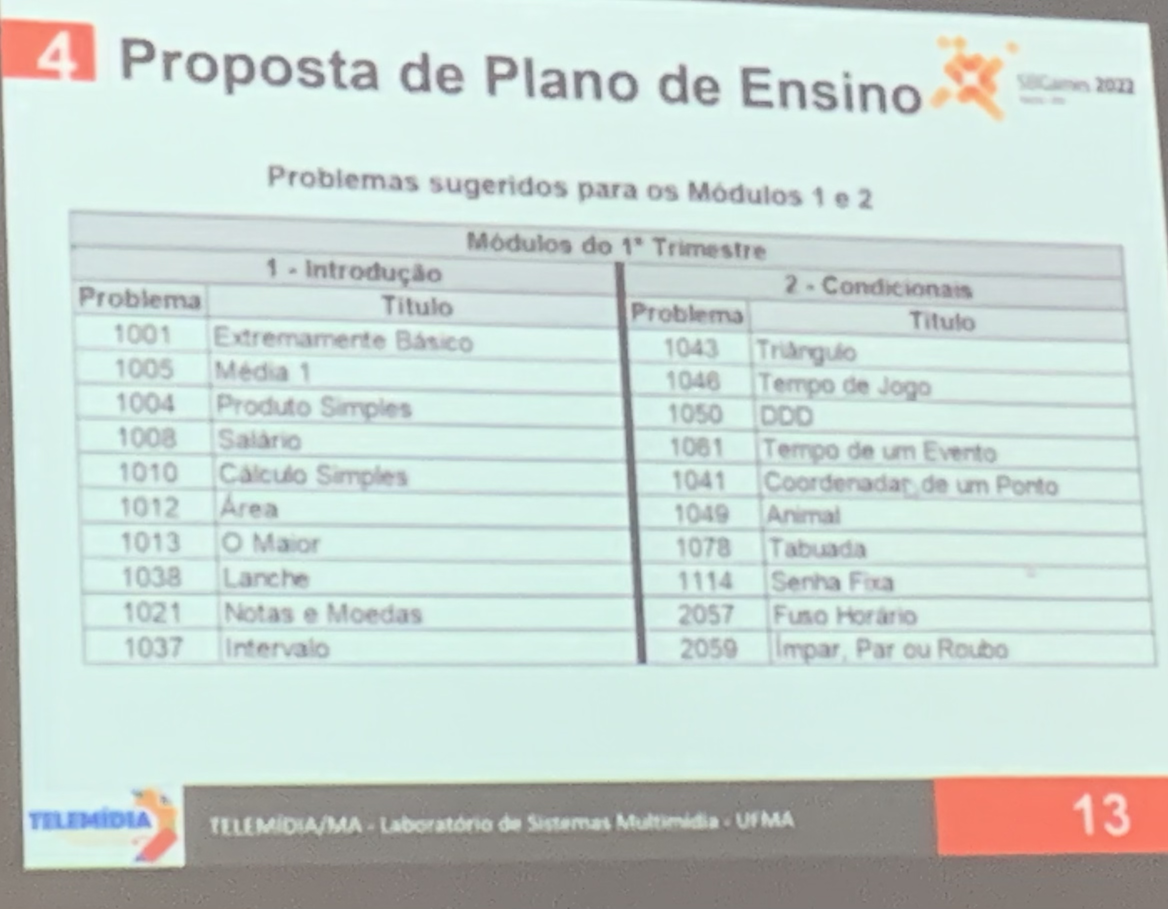 4 Proposta de Plano de Ensino
SBGames 2022
Problemas sugeridos para os Módulos 1 e 2
Módulos do 1º Trimestre
1 - Introdução 2 - Condicionais
Problema Título Problema Título
1001 Extremamente Básico 1043 Triângulo
1005 Média 1 1046 Tempo de Jogo
1004 Produto Simples 1050 DDD
1008 Salário 1061 Tempo de um Evento
1010 Cálculo Simples 1041 Coordenadar de um Ponto
1012 Área 1049 Animal
1013 O Maior 1078 Tabuada
1038 Lanche 1114 Senha Fixa
1021 Notas e Moedas 2057 Fuso Horário
1037 Intervalo 2059 Ímpar, Par ou Roubo
TELEMÍDIA
TELEMÍDIA/MA - Laboratório de Sistemas Multimídia - UFMA
13